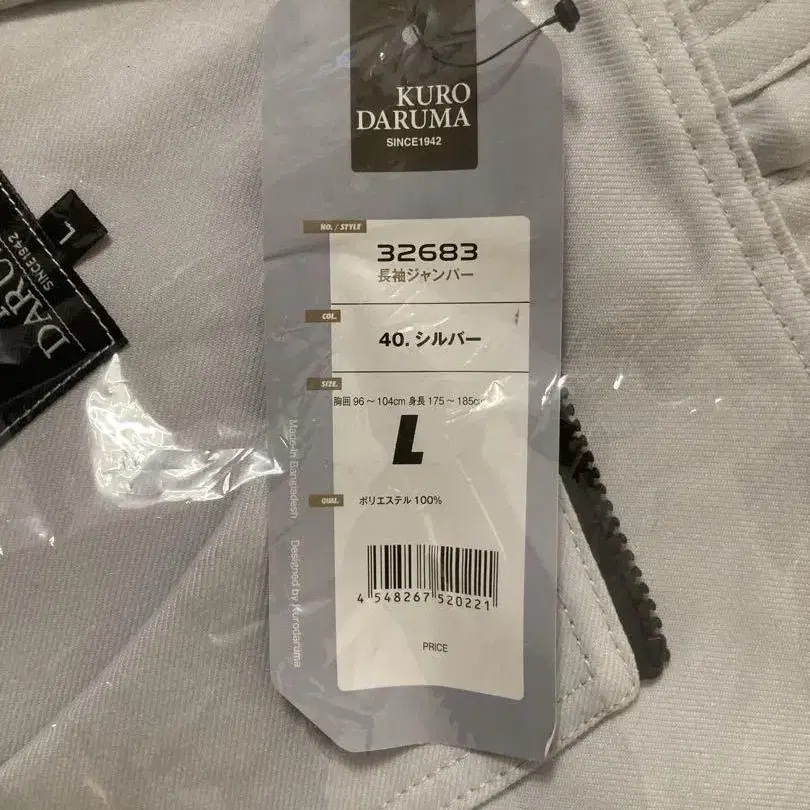 KURO
DARUMA
SINCE1942
NO. / STYLE
32683
長袖ジャンパー
COL.
40. シルバー
SIZE.
胸囲 96～104cm 身長 175～185cm
L
QUAL.
ポリエステル 100%
4 548267 520221
PRICE
Made-In Bangladesh
Designed by Kurodaruma
L
DARU
SINCE1942